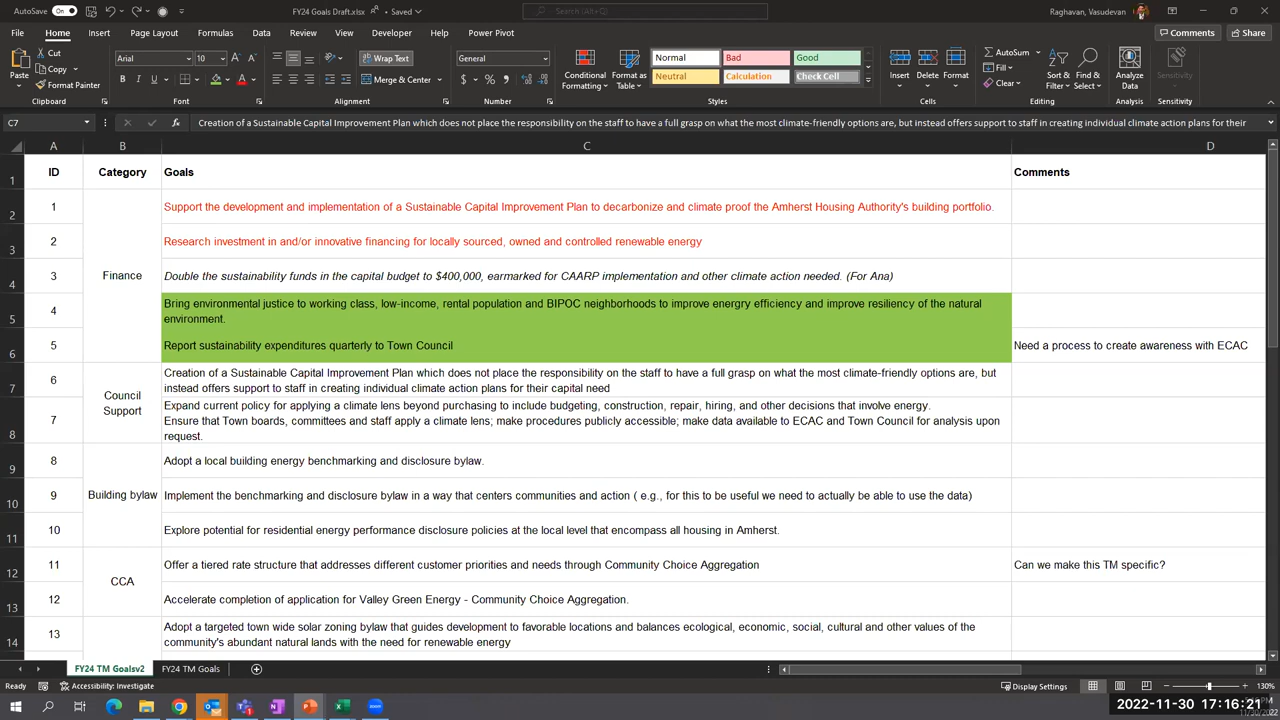 AutoSave On
FY24 Goals Draft.xlsx • Saved
Search (Alt+Q)
Raghavan, Vasudevan
File Home Insert Page Layout Formulas Data Review View Developer Help Power Pivot
Comments Share
Paste
Cut
Copy
Format Painter
Clipboard
Arial 10
B I U
Font
Wrap Text
Merge & Center
Alignment
General
$ %
Number
Conditional Formatting
Format as Table
Normal Bad Good
Neutral Calculation Check Cell
Styles
Insert Delete Format
Cells
AutoSum
Fill
Clear
Sort & Filter
Find & Select
Editing
Analyze Data
Analysis
Sensitivity
Sensitivity
C7
fx
Creation of a Sustainable Capital Improvement Plan which does not place the responsibility on the staff to have a full grasp on what the most climate-friendly options are, but instead offers support to staff in creating individual climate action plans for their
A B C D
1 ID Category Goals Comments
2 1 Support the development and implementation of a Sustainable Capital Improvement Plan to decarbonize and climate proof the Amherst Housing Authority's building portfolio.
3 2 Research investment in and/or innovative financing for locally sourced, owned and controlled renewable energy
Finance
4 3 Double the sustainability funds in the capital budget to $400,000, earmarked for CAARP implementation and other climate action needed. (For Ana)
5 4 Bring environmental justice to working class, low-income, rental population and BIPOC neighborhoods to improve energry efficiency and improve resiliency of the natural
environment.
6 5 Report sustainability expenditures quarterly to Town Council Need a process to create awareness with ECAC
7 6 Creation of a Sustainable Capital Improvement Plan which does not place the responsibility on the staff to have a full grasp on what the most climate-friendly options are, but
instead offers support to staff in creating individual climate action plans for their capital need
Council
Support
8 7 Expand current policy for applying a climate lens beyond purchasing to include budgeting, construction, repair, hiring, and other decisions that involve energy.
Ensure that Town boards, committees and staff apply a climate lens; make procedures publicly accessible; make data available to ECAC and Town Council for analysis upon
request.
9 8 Adopt a local building energy benchmarking and disclosure bylaw.
10 9 Building bylaw Implement the benchmarking and disclosure bylaw in a way that centers communities and action ( e.g., for this to be useful we need to actually be able to use the data)
11 10 Explore potential for residential energy performance disclosure policies at the local level that encompass all housing in Amherst.
12 11 Offer a tiered rate structure that addresses different customer priorities and needs through Community Choice Aggregation Can we make this TM specific?
CCA
13 12 Accelerate completion of application for Valley Green Energy - Community Choice Aggregation.
14 13 Adopt a targeted town wide solar zoning bylaw that guides development to favorable locations and balances ecological, economic, social, cultural and other values of the
community's abundant natural lands with the need for renewable energy
FY24 TM Goalsv2 FY24 TM Goals
Ready Accessibility: Investigate Display Settings 130%
2022-11-30 17:16:21